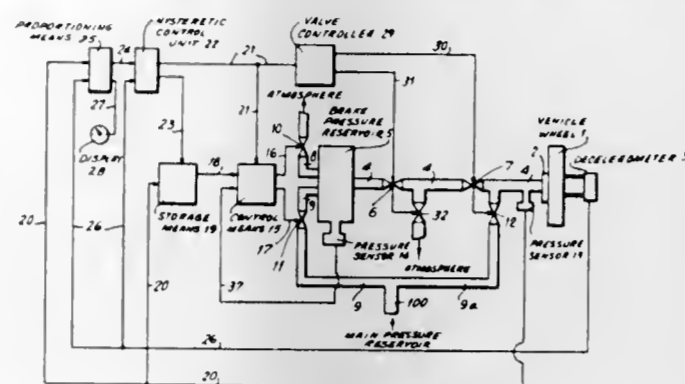 PROPORTIONING
MEANS 25
HYSTERETIC
CONTROL
UNIT 22
VALVE
CONTROLLER 29
24
21
30
31
27
23
21
ATMOSPHERE
BRAKE
PRESSURE
RESERVOIR 5
VEHICLE
WHEEL 1
DECELEROMETER 3
DISPLAY
28
10
16
8
4
4
7
2
4
18
20
26
STORAGE
MEANS 19
CONTROL
MEANS 15
9
6
32
12
17
11
PRESSURE
SENSOR 14
ATMOSPHERE
PRESSURE
SENSOR 14
20
37
9
100
9a
MAIN PRESSURE
RESERVOIR
26
20